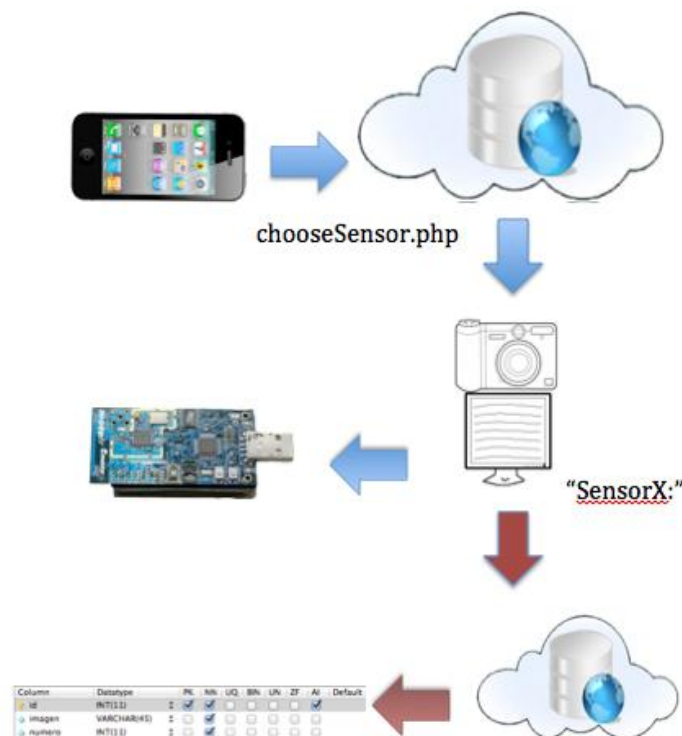 chooseSensor.php
“SensorX:”
Column Datatype PK NN UQ BIN UN ZF AI Default
id INT(11)
imagen VARCHAR(45)
numero INT(11)